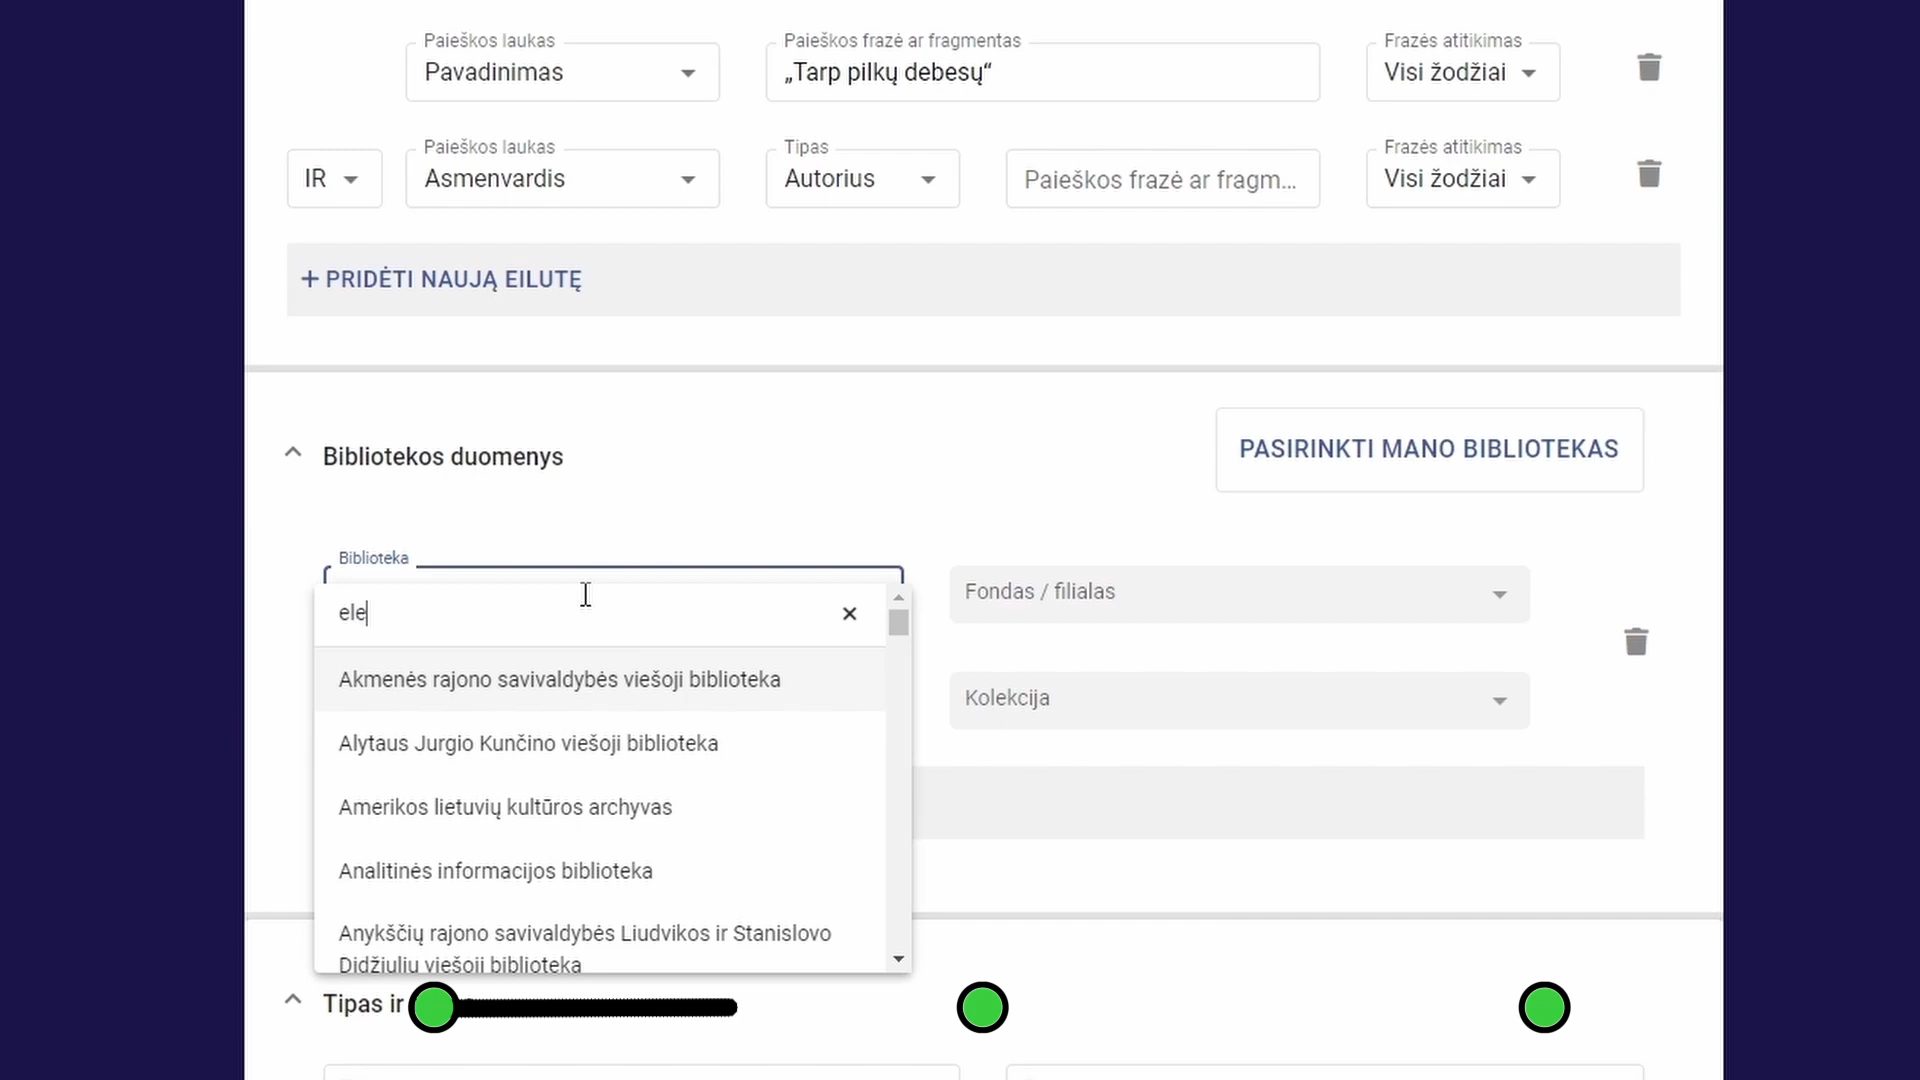 Paieškos laukas
Pavadinimas
Paieškos frazė ar fragmentas
„Tarp pilkų debesų“
Frazės atitikimas
Visi žodžiai
IR
Paieškos laukas
Asmenvardis
Tipas
Autorius
Paieškos frazė ar fragm...
Frazės atitikimas
Visi žodžiai
+ PRIDĖTI NAUJĄ EILUTĘ
Bibliotekos duomenys
PASIRINKTI MANO BIBLIOTEKAS
Biblioteka
ele
Fondas / filialas
Kolekcija
Akmenės rajono savivaldybės viešoji biblioteka
Alytaus Jurgio Kunčino viešoji biblioteka
Amerikos lietuvių kultūros archyvas
Analitinės informacijos biblioteka
Anykščių rajono savivaldybės Liudvikos ir Stanislovo
Didžiulių viešoji biblioteka
Tipas ir